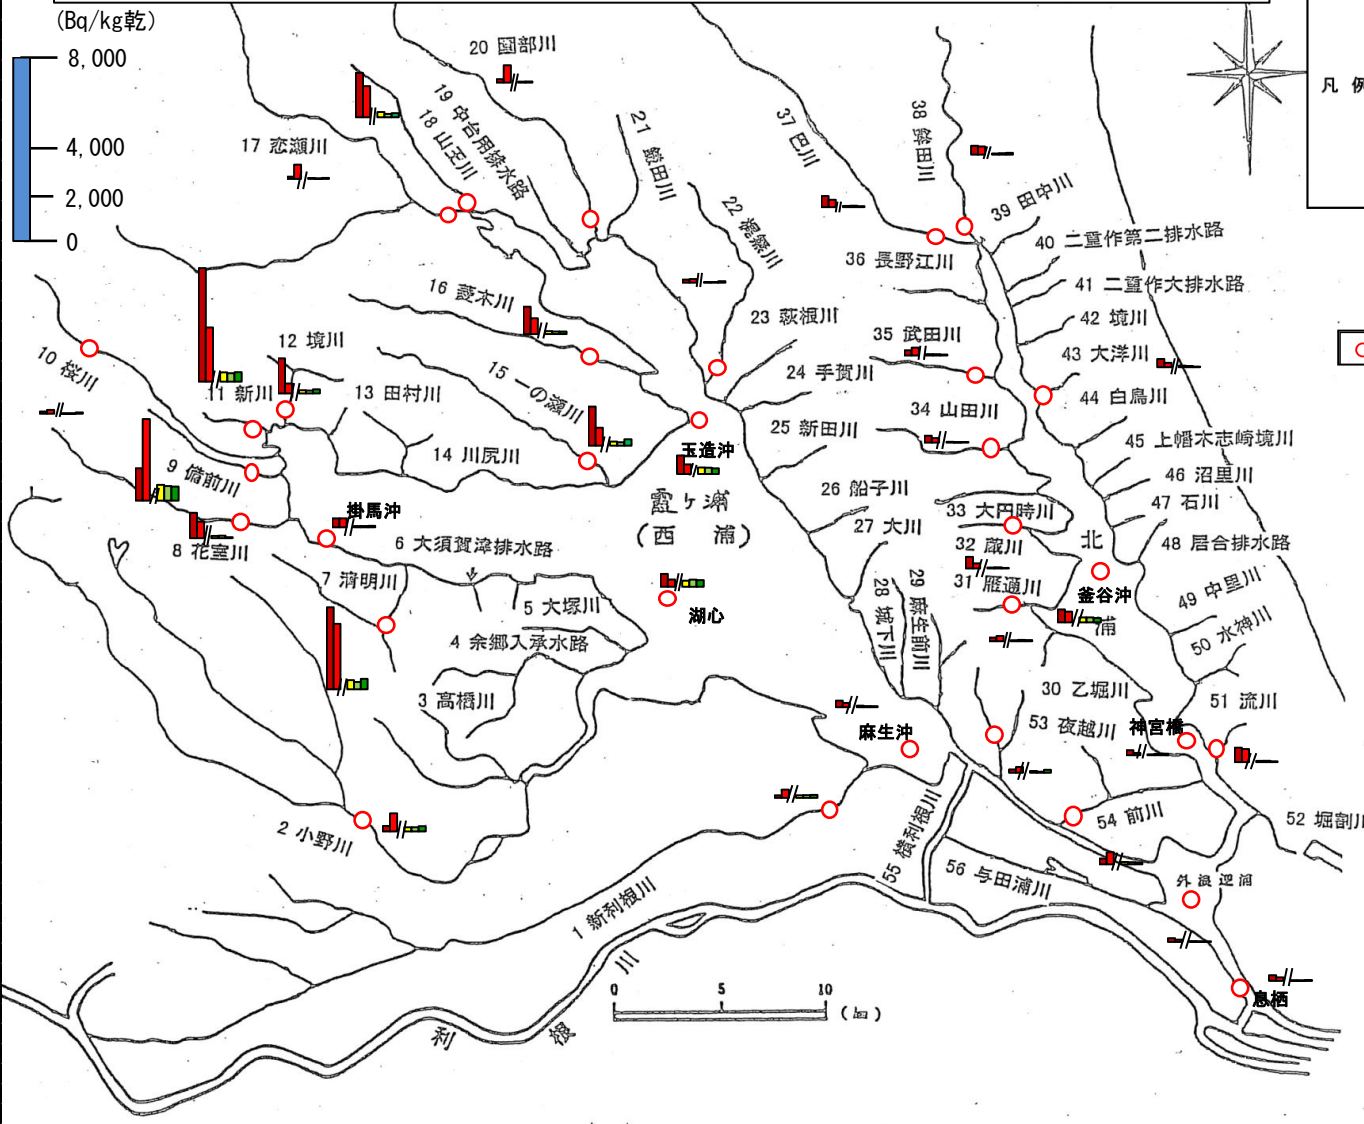 (Bq/kg乾)
8,000
4,000
2,000
0
凡 例
20 園部川
19 中台用排水路
18 山王川
17 恋瀬川
21 鏡田川
22 梶無川
37 巴川
38 鉾田川
39 田中川
40 二重作第二排水路
41 二重作大排水路
42 境川
43 大洋川
44 白鳥川
45 上幡木志崎境川
46 沼里川
47 石川
48 居合排水路
49 中里川
50 水神川
51 流川
52 堀割川
36 長野江川
35 武田川
34 山田川
33 大円時川
32 蔵川
31 雁通川
30 乙堀川
53 夜越川
54 前川
16 菱木川
15 一の瀬川
23 萩根川
24 手賀川
25 新田川
26 船子川
27 大川
28 城下川
29 麻生前川
10 桜川
11 新川
12 境川
13 田村川
14 川尻川
9 備前川
8 花室川
7 清明川
6 大須賀津排水路
5 大塚川
4 余郷入承水路
3 高橋川
2 小野川
1 新利根川
55 横利根川
56 与田浦川
玉造沖
霞ヶ浦
(西 浦)
掛馬沖
湖心
麻生沖
北
浦
釜谷沖
神宮橋
外浪逆浦
息栖
利
根
川
0 5 10